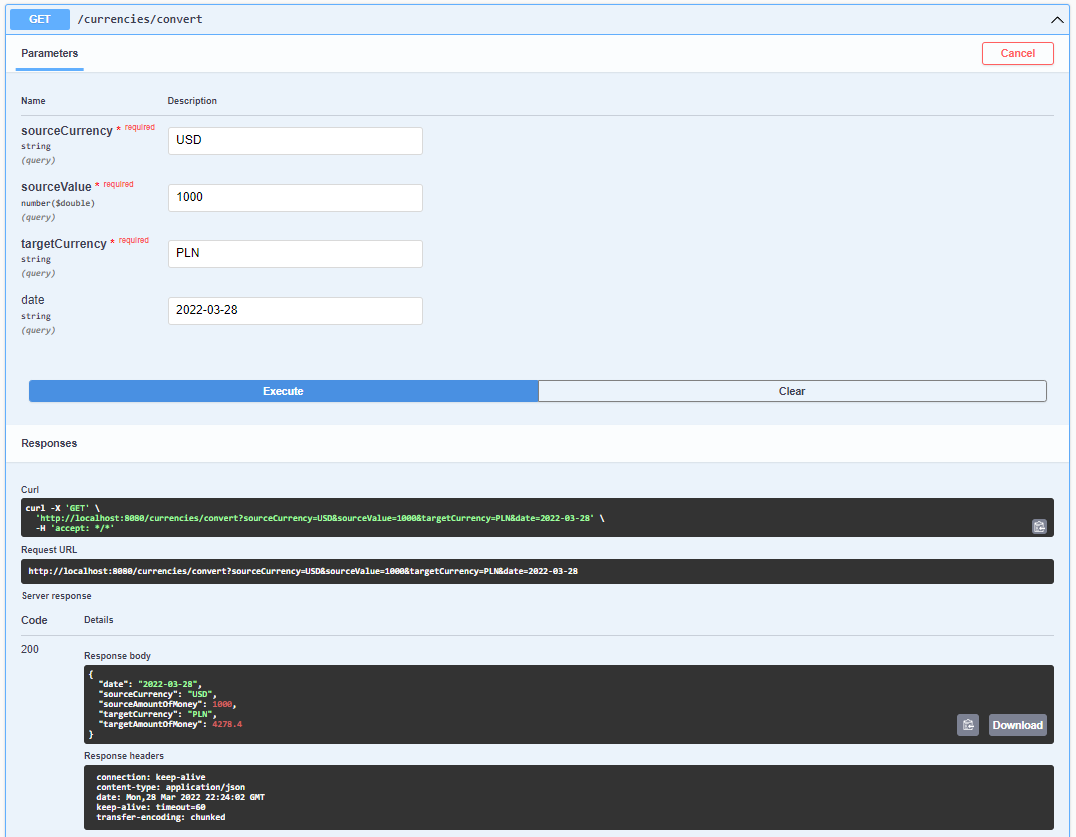 GET /currencies/convert
Parameters
Cancel
Name Description
sourceCurrency * required
string
(query)
USD
sourceValue * required
number($double)
(query)
1000
targetCurrency * required
string
(query)
PLN
date
string
(query)
2022-03-28
Execute Clear
Responses
Curl
curl -X 'GET' \
'http://localhost:8080/currencies/convert?sourceCurrency=USD&sourceValue=1000&targetCurrency=PLN&date=2022-03-28' \
-H 'accept: */*'
Request URL
http://localhost:8080/currencies/convert?sourceCurrency=USD&sourceValue=1000&targetCurrency=PLN&date=2022-03-28
Server response
Code Details
200
Response body
{
"date": "2022-03-28",
"sourceCurrency": "USD",
"sourceAmountOfMoney": 1000,
"targetCurrency": "PLN",
"targetAmountOfMoney": 4278.4
}
Download
Response headers
connection: keep-alive
content-type: application/json
date: Mon,28 Mar 2022 22:24:02 GMT
keep-alive: timeout=60
transfer-encoding: chunked